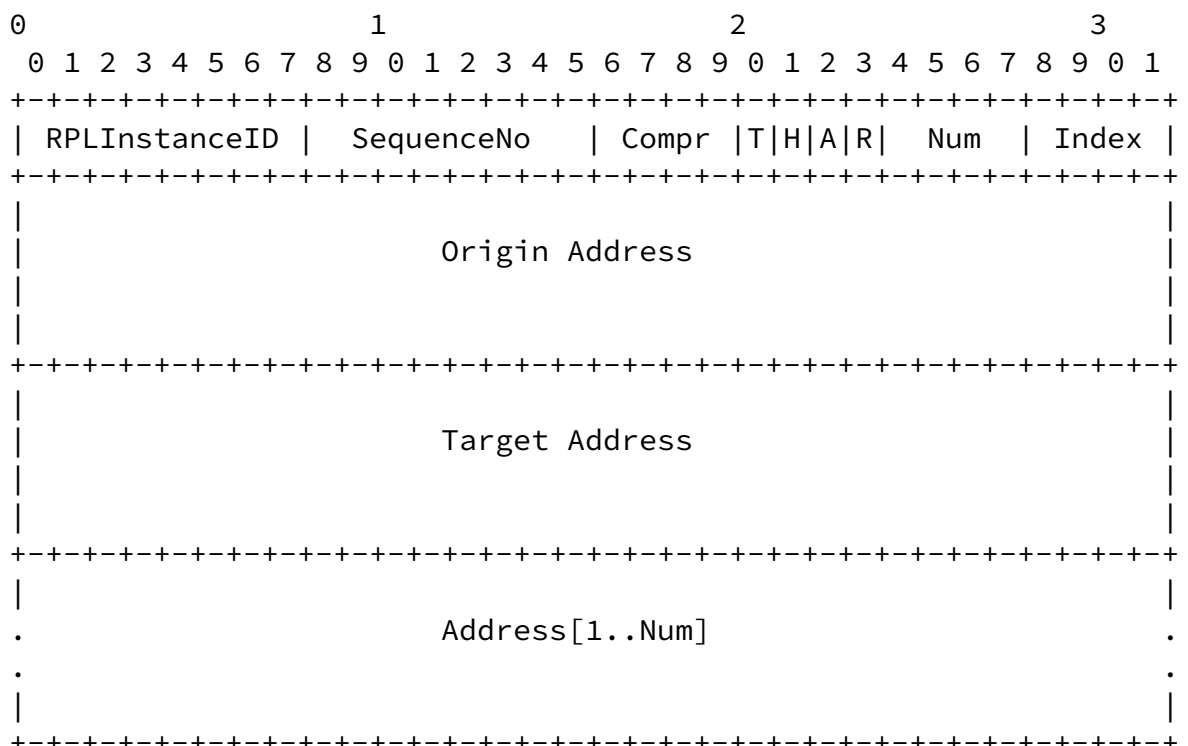 0                   1                   2                   3
 0 1 2 3 4 5 6 7 8 9 0 1 2 3 4 5 6 7 8 9 0 1 2 3 4 5 6 7 8 9 0 1
+-+-+-+-+-+-+-+-+-+-+-+-+-+-+-+-+-+-+-+-+-+-+-+-+-+-+-+-+-+-+-+-+
| RPLInstanceID |  SequenceNo   | Compr |T|H|A|R|  Num  | Index |
+-+-+-+-+-+-+-+-+-+-+-+-+-+-+-+-+-+-+-+-+-+-+-+-+-+-+-+-+-+-+-+-+
|                                                               |
|                       Origin Address                          |
|                                                               |
|                                                               |
+-+-+-+-+-+-+-+-+-+-+-+-+-+-+-+-+-+-+-+-+-+-+-+-+-+-+-+-+-+-+-+-+
|                                                               |
|                       Target Address                          |
|                                                               |
|                                                               |
+-+-+-+-+-+-+-+-+-+-+-+-+-+-+-+-+-+-+-+-+-+-+-+-+-+-+-+-+-+-+-+-+
|                                                               |
.                       Address[1..Num]                         .
.                                                               .
|                                                               |
+-+-+-+-+-+-+-+-+-+-+-+-+-+-+-+-+-+-+-+-+-+-+-+-+-+-+-+-+-+-+-+-+